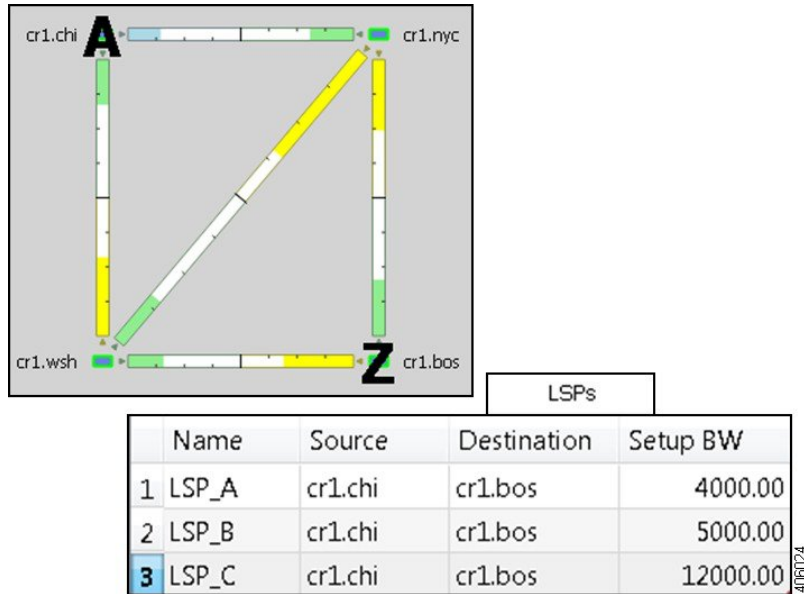 cr1.chi A cr1.nyc
cr1.wsh Z cr1.bos
LSPs
Name Source Destination Setup BW
1 LSP_A cr1.chi cr1.bos 4000.00
2 LSP_B cr1.chi cr1.bos 5000.00
3 LSP_C cr1.chi cr1.bos 12000.00
406024